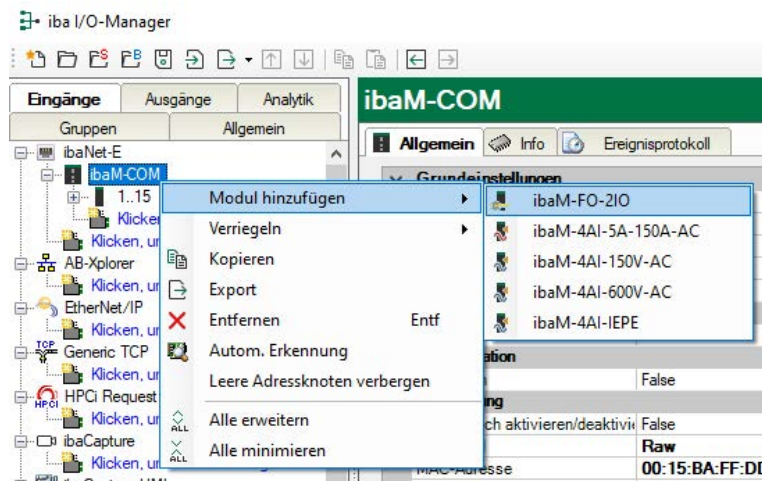 iba I/O-Manager
Eingänge Ausgänge Analytik
Gruppen Allgemein
ibaM-COM
Allgemein Info Ereignisprotokoll
Grundeinstellungen
ibaNet-E
ibaM-COM
1..15
AB-Xplorer
EtherNet/IP
Generic TCP
HPCi Request
ibaCapture
Klicken, ur
Klicken, ur
Klicken, ur
Klicken, ur
Klicken, ur
Klicken, ur
Modul hinzufügen
Verriegeln
Kopieren
Export
Entfernen Entf
Autom. Erkennung
Leere Adressknoten verbergen
Alle erweitern
Alle minimieren
ibaM-FO-2IO
ibaM-4AI-5A-150A-AC
ibaM-4AI-150V-AC
ibaM-4AI-600V-AC
ibaM-4AI-IEPE
False
ch aktivieren/deaktivie False
Raw
MAC-Adresse 00:15:BA:FF:DD